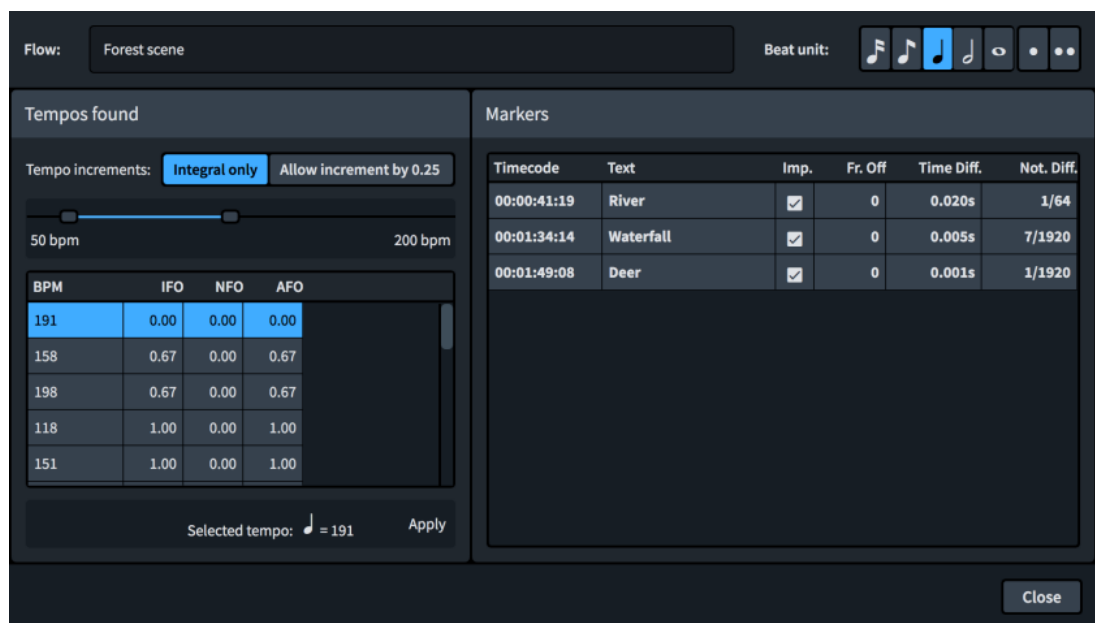 Flow: Forest scene Beat unit:
Tempos found
Tempo increments: Integral only Allow increment by 0.25
50 bpm 200 bpm
BPM IFO NFO AFO
191 0.00 0.00 0.00
158 0.67 0.00 0.67
198 0.67 0.00 0.67
118 1.00 0.00 1.00
151 1.00 0.00 1.00
Selected tempo: = 191 Apply
Markers
Timecode Text Imp. Fr. Off Time Diff. Not. Diff.
00:00:41:19 River 0 0.020s 1/64
00:01:34:14 Waterfall 0 0.005s 7/1920
00:01:49:08 Deer 0 0.001s 1/1920
Close